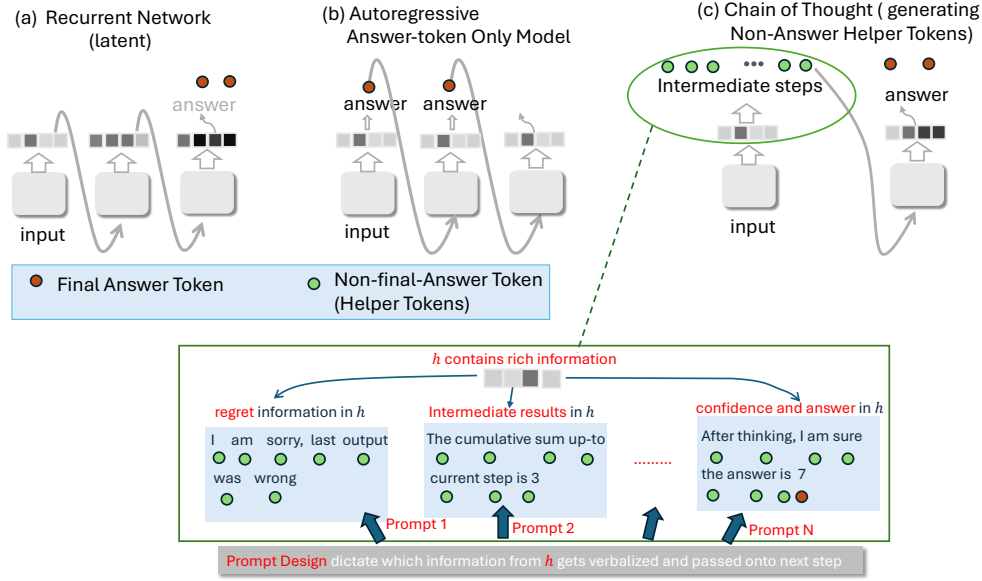 (a) Recurrent Network
(latent)
answer
input
(b) Autoregressive
Answer-token Only Model
answer
answer
input
(c) Chain of Thought ( generating
Non-Answer Helper Tokens)
•••
Intermediate steps
answer
input
Final Answer Token
Non-final-Answer Token
(Helper Tokens)
h contains rich information
regret information in h
I am sorry, last output
was wrong
Intermediate results in h
The cumulative sum up-to
current step is 3
.........
confidence and answer in h
After thinking, I am sure
the answer is 7
Prompt 1
Prompt 2
Prompt N
Prompt Design dictate which information from h gets verbalized and passed onto next step